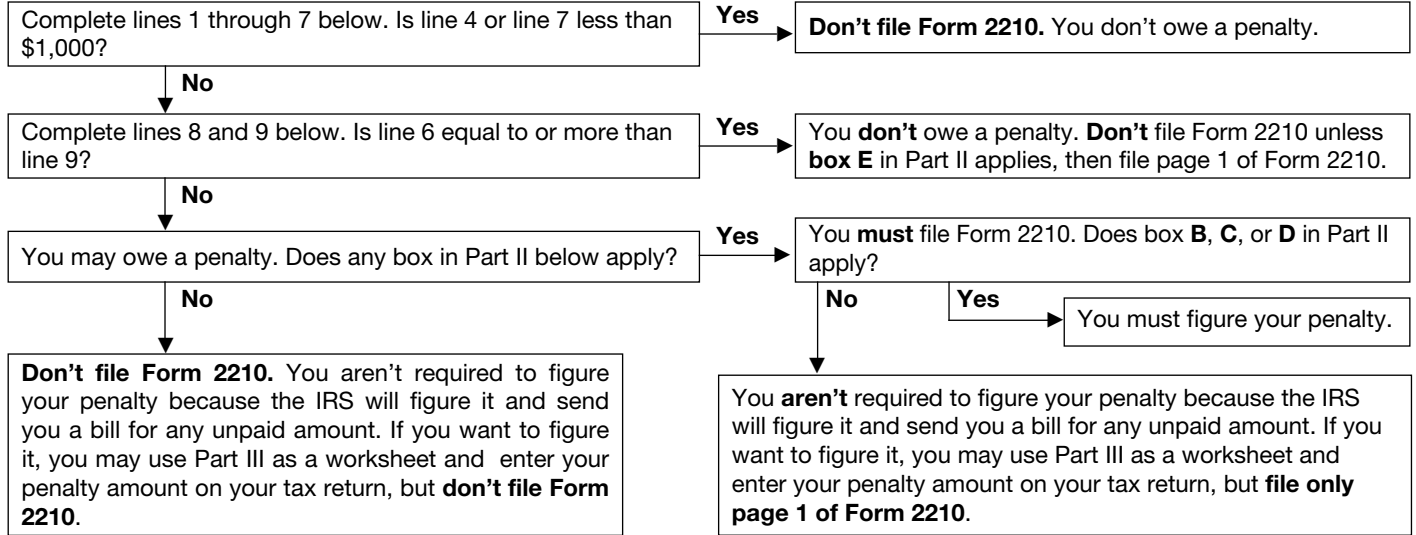 Complete lines 1 through 7 below. Is line 4 or line 7 less than
$1,000?
Yes
Don't file Form 2210. You don't owe a penalty.
No
Complete lines 8 and 9 below. Is line 6 equal to or more than
line 9?
Yes
You don't owe a penalty. Don't file Form 2210 unless
box E in Part II applies, then file page 1 of Form 2210.
No
You may owe a penalty. Does any box in Part II below apply?
Yes
You must file Form 2210. Does box B, C, or D in Part II
apply?
No
Yes
You must figure your penalty.
No
Don't file Form 2210. You aren't required to figure
your penalty because the IRS will figure it and send
you a bill for any unpaid amount. If you want to figure
it, you may use Part III as a worksheet and enter your
penalty amount on your tax return, but don't file Form
2210.
You aren't required to figure your penalty because the IRS
will figure it and send you a bill for any unpaid amount. If you
want to figure it, you may use Part III as a worksheet and
enter your penalty amount on your tax return, but file only
page 1 of Form 2210.